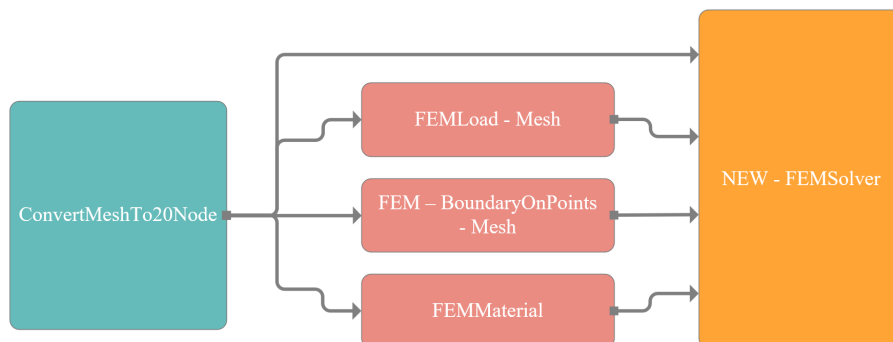 FEMLoad - Mesh
NEW - FEMSolver
ConvertMeshTo20Node
FEM – BoundaryOnPoints
- Mesh
FEMMaterial